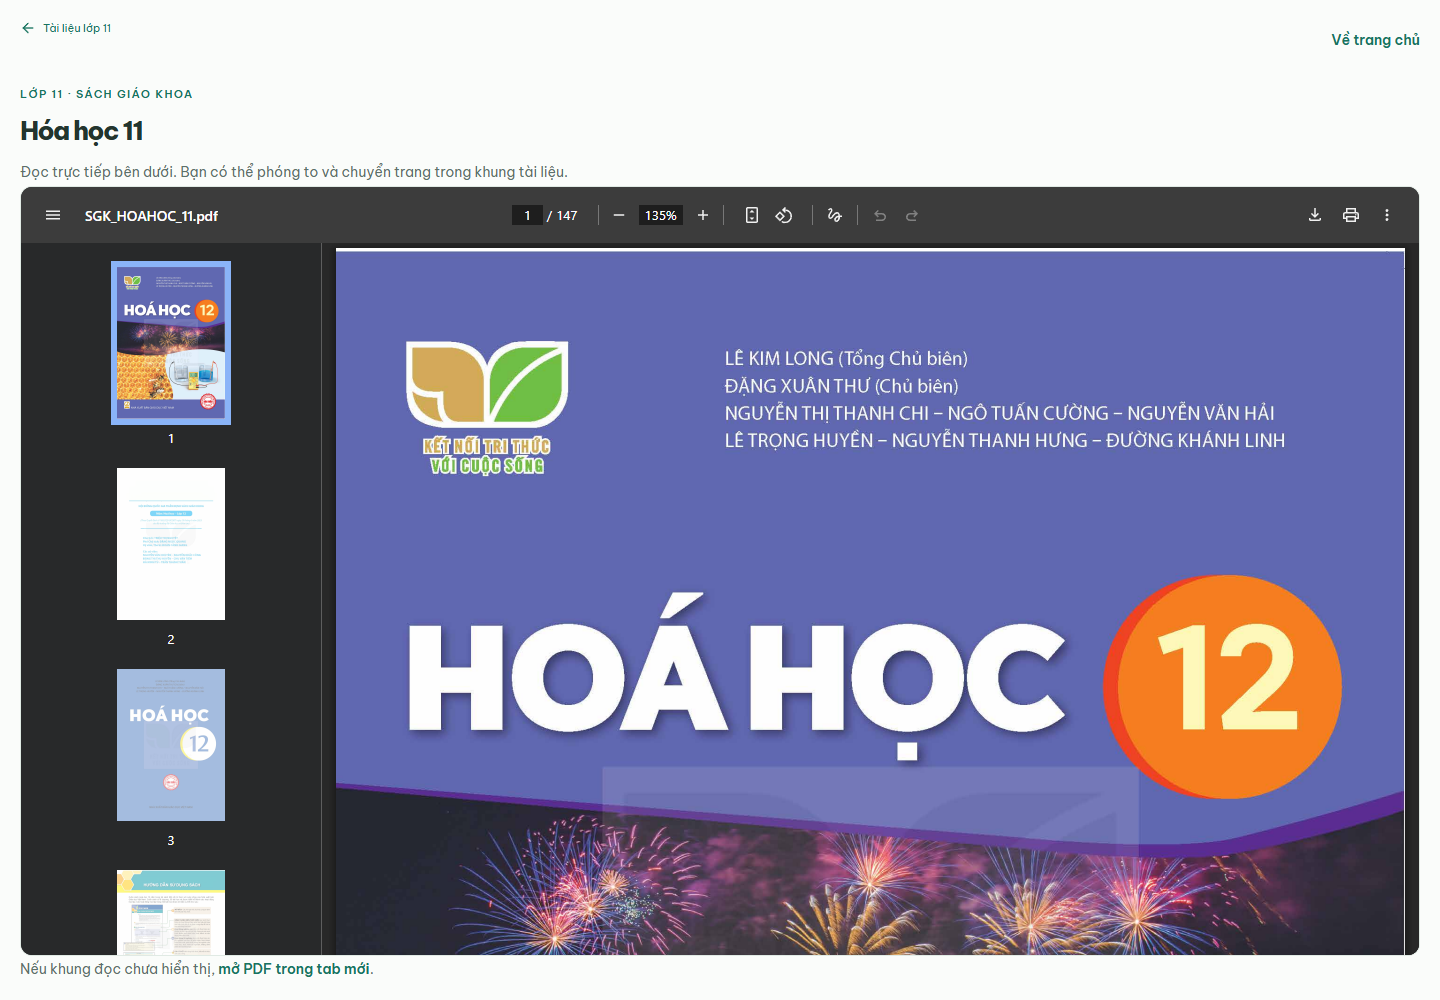 Tài liệu lớp 11
Về trang chủ
LỚP 11 · SÁCH GIÁO KHOA
Hóa học 11
Đọc trực tiếp bên dưới. Bạn có thể phóng to và chuyển trang trong khung tài liệu.
SGK_HOAHOC_11.pdf
1 / 147
135%
HOÁ HỌC 12
1
2
HOÁ HỌC
12
3
HƯỚNG DẪN SỬ DỤNG SÁCH
KẾT NỐI TRI THỨC
VỚI CUỘC SỐNG
LÊ KIM LONG (Tổng Chủ biên)
ĐẶNG XUÂN THƯ (Chủ biên)
NGUYỄN THỊ THANH CHI – NGÔ TUẤN CƯỜNG – NGUYỄN VĂN HẢI
LÊ TRỌNG HUYỀN – NGUYỄN THANH HƯNG – ĐƯỜNG KHÁNH LINH
HOÁ HỌC 12
Nếu khung đọc chưa hiển thị, mở PDF trong tab mới.